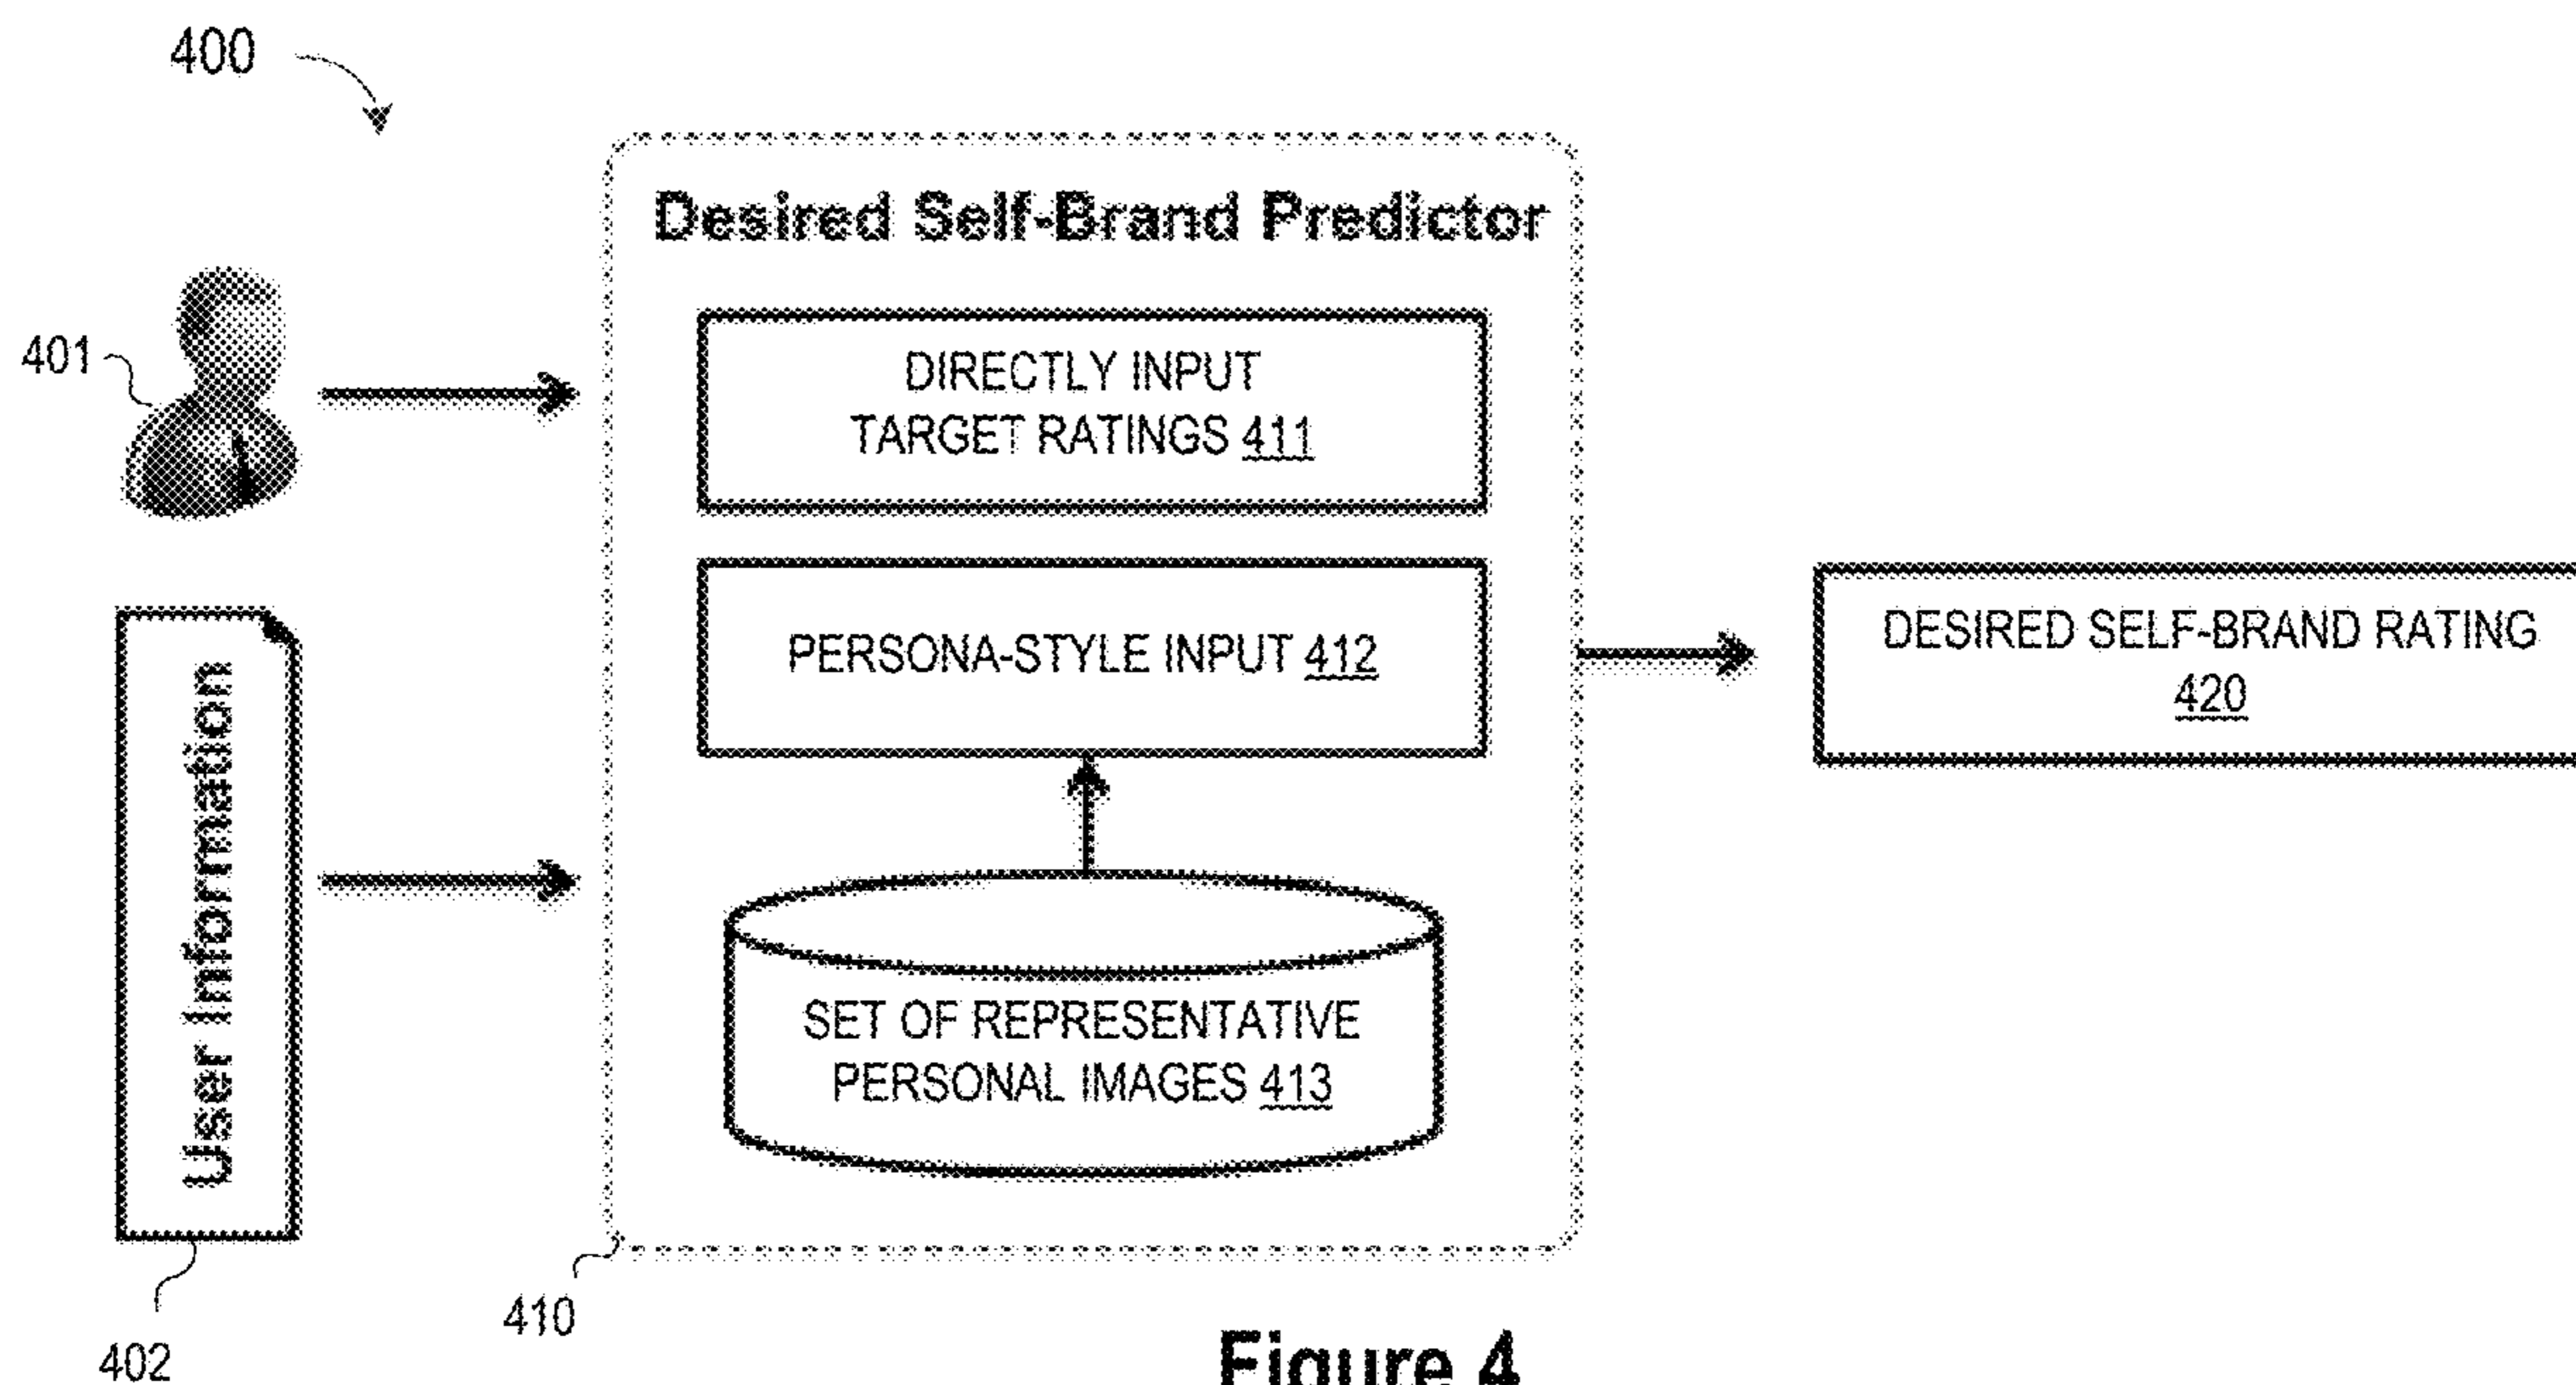 400
Desired Self-Brand Predictor
401
DIRECTLY INPUT
TARGET RATINGS 411
PERSONA-STYLE INPUT 412
DESIRED SELF-BRAND RATING
420
User Information
SET OF REPRESENTATIVE
PERSONAL IMAGES 413
410
402
Figure 4